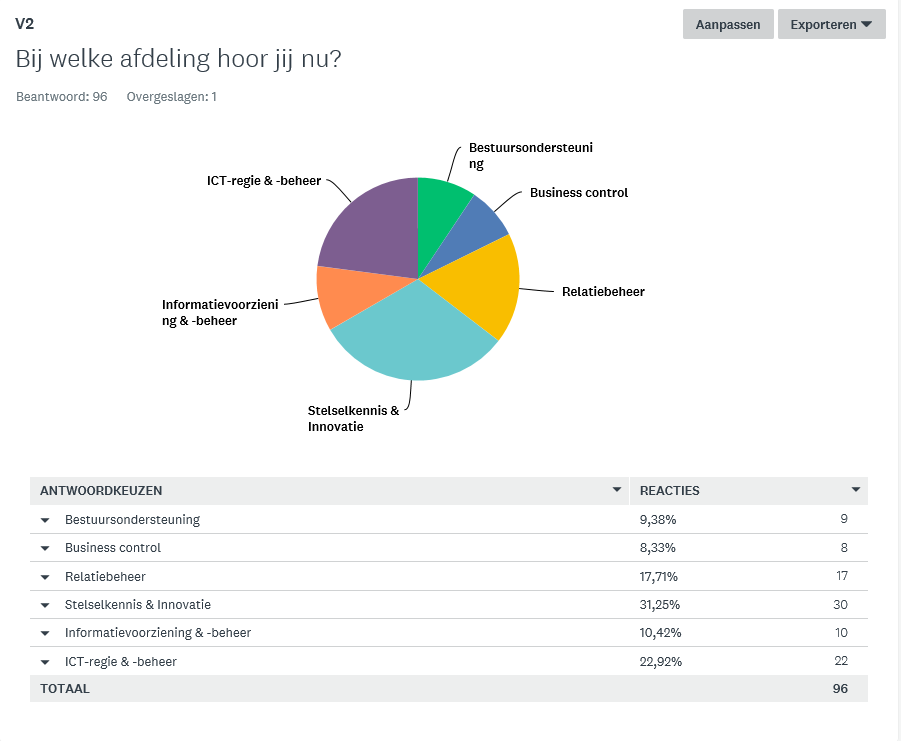 V2
Aanpassen
Exporteren
Bij welke afdeling hoor jij nu?
Beantwoord: 96 Overgeslagen: 1
Bestuursondersteuni
ng
ICT-regie & -beheer
Business control
Relatiebeheer
Informatievoorzieni
ng & -beheer
Stelselkennis &
Innovatie
ANTWOORDKEUZEN REACTIES
Bestuursondersteuning 9,38% 9
Business control 8,33% 8
Relatiebeheer 17,71% 17
Stelselkennis & Innovatie 31,25% 30
Informatievoorziening & -beheer 10,42% 10
ICT-regie & -beheer 22,92% 22
TOTAAL 96